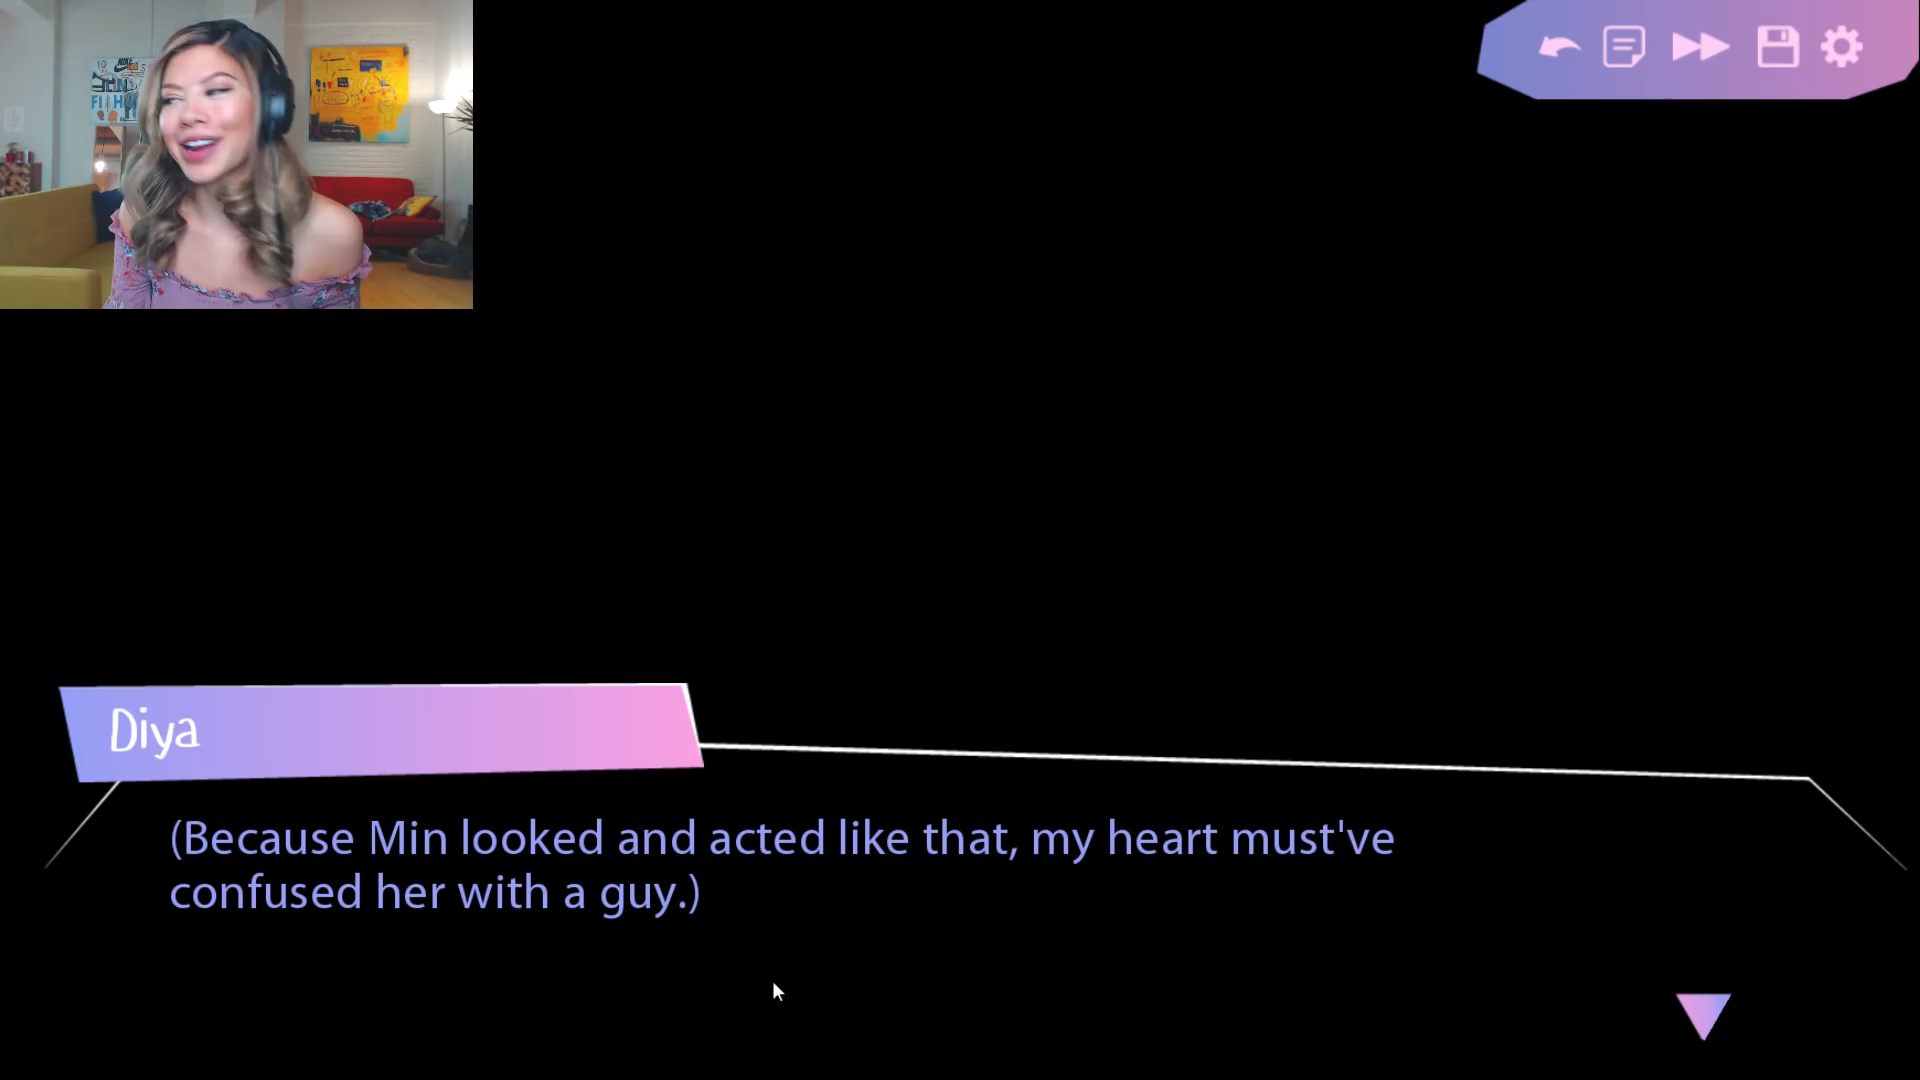 Diya
(Because Min looked and acted like that, my heart must've
confused her with a guy.)